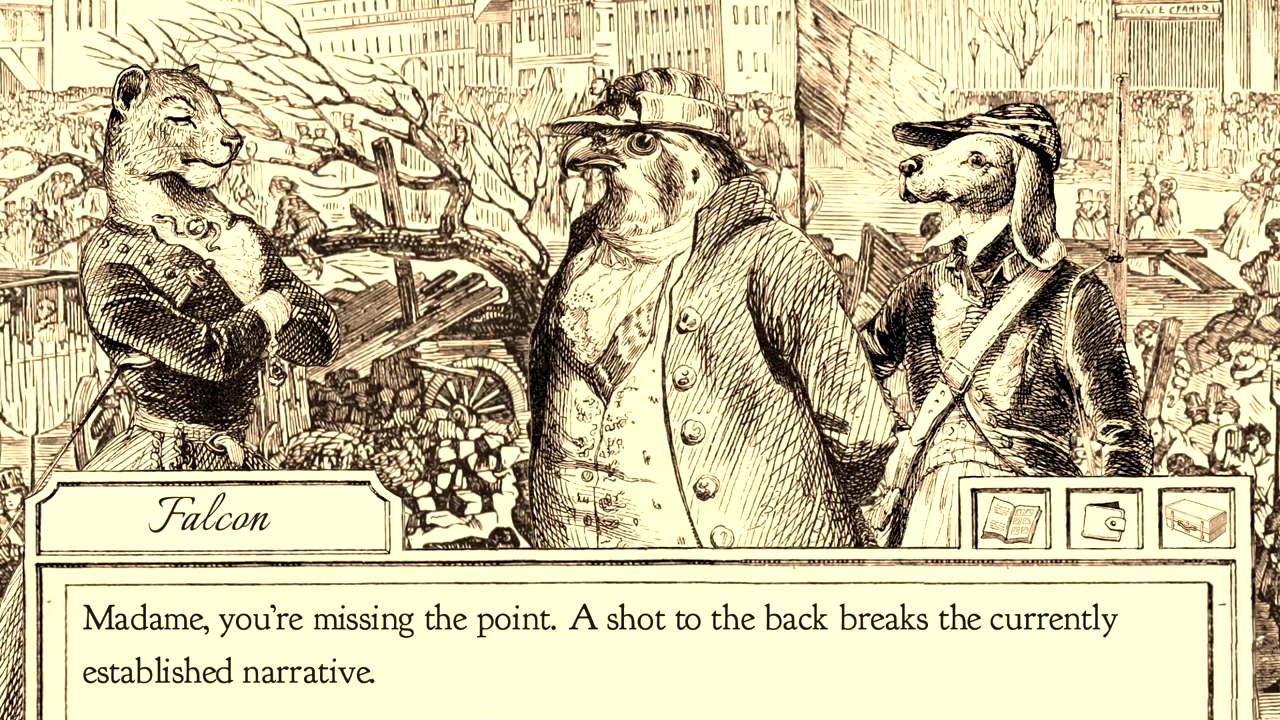 Falcon
Madame, you're missing the point. A shot to the back breaks the currently
established narrative.